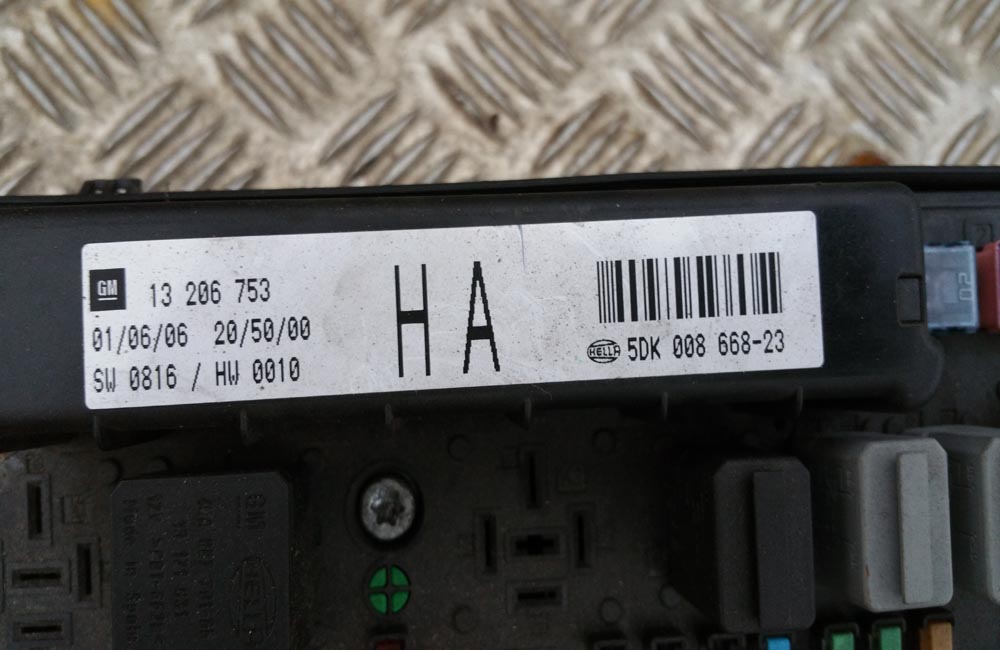 GM 13 206 753
01/06/06 20/50/00
SW 0816 / HW 0010
HA
HELLA 5DK 008 668-23
20
HELLA